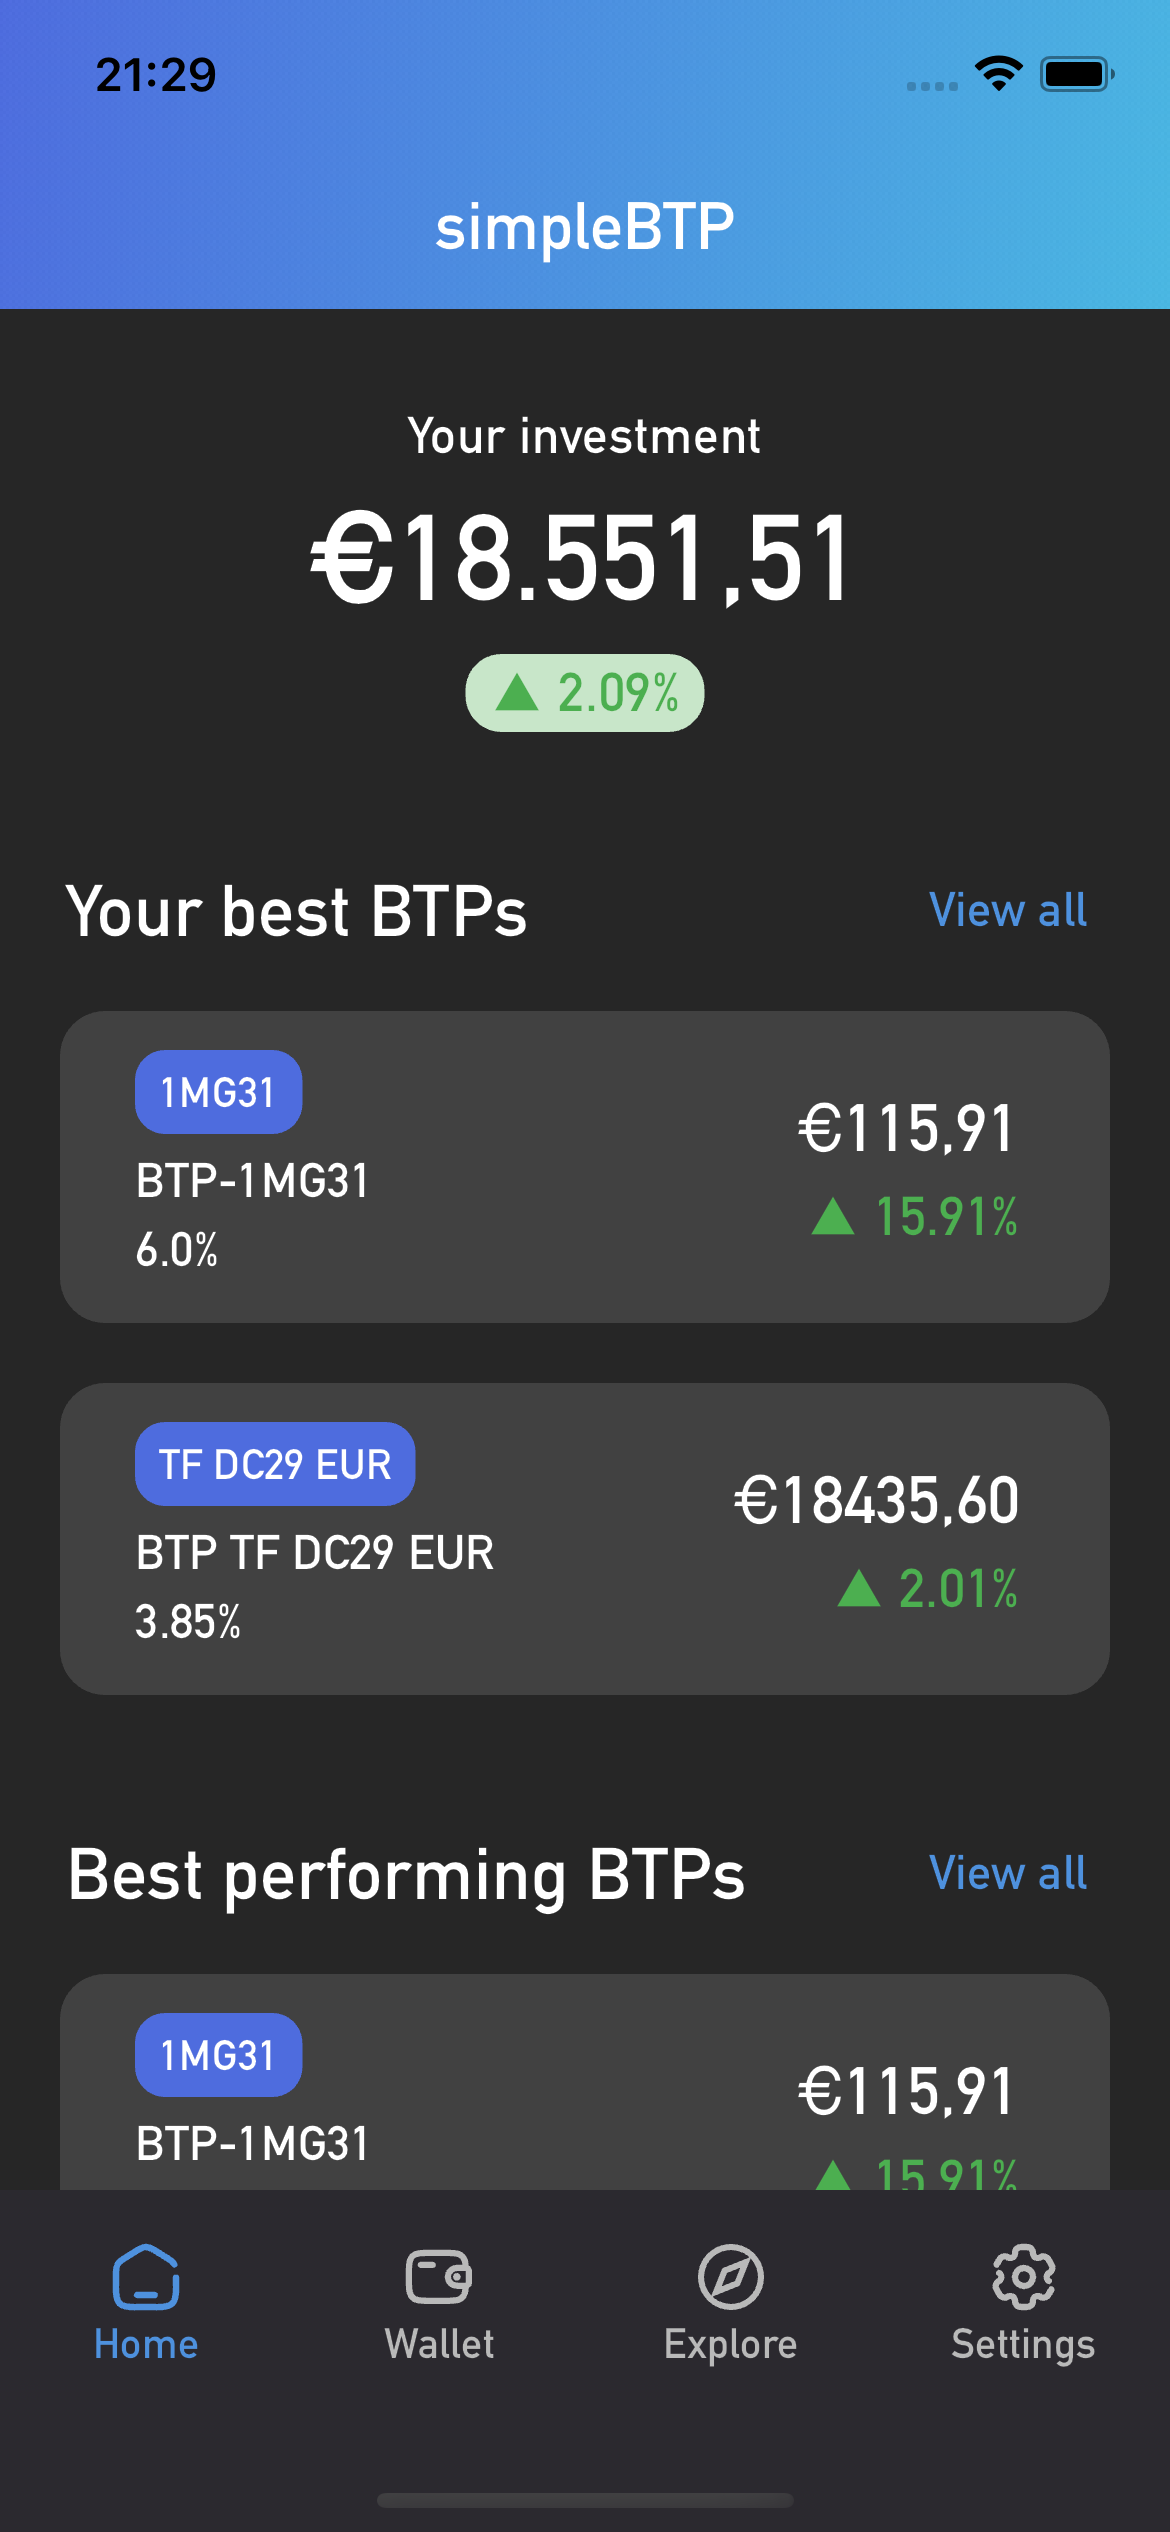 21:29
simpleBTP
Your investment
€18.551,51
▲ 2.09%
Your best BTPs
View all
1MG31
BTP-1MG31
6.0%
€115,91
▲ 15.91%
TF DC29 EUR
BTP TF DC29 EUR
3.85%
€18435,60
▲ 2.01%
Best performing BTPs
View all
1MG31
BTP-1MG31
€115,91
▲ 15.91%
Home
Wallet
Explore
Settings